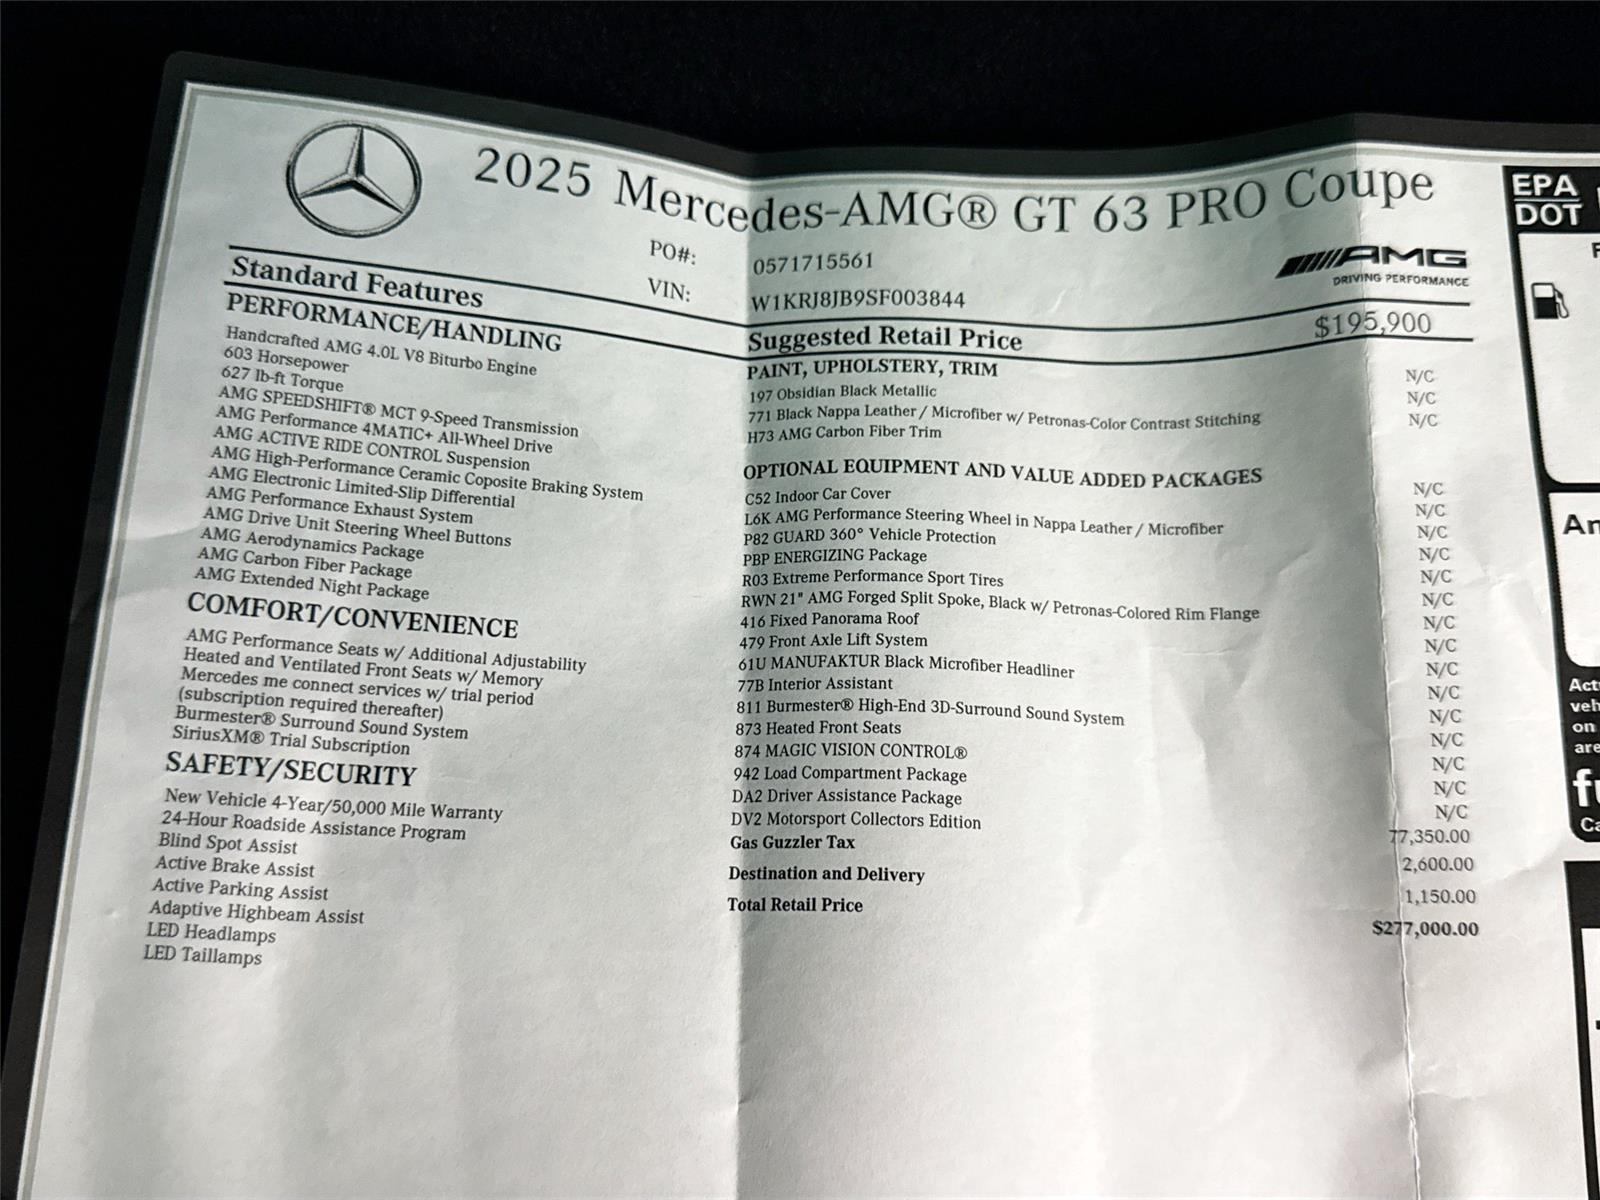 2025 Mercedes-AMG® GT 63 PRO Coupe
PO#: 0571715561
VIN: W1KRJ8JB9SF003844
AMG
DRIVING PERFORMANCE
Standard Features
PERFORMANCE/HANDLING
Handcrafted AMG 4.0L V8 Biturbo Engine
603 Horsepower
627 lb-ft Torque
AMG SPEEDSHIFT® MCT 9-Speed Transmission
AMG Performance 4MATIC+ All-Wheel Drive
AMG ACTIVE RIDE CONTROL Suspension
AMG High-Performance Ceramic Coposite Braking System
AMG Electronic Limited-Slip Differential
AMG Performance Exhaust System
AMG Drive Unit Steering Wheel Buttons
AMG Aerodynamics Package
AMG Carbon Fiber Package
AMG Extended Night Package
COMFORT/CONVENIENCE
AMG Performance Seats w/ Additional Adjustability
Heated and Ventilated Front Seats w/ Memory
Mercedes me connect services w/ trial period
(subscription required thereafter)
Burmester® Surround Sound System
SiriusXM® Trial Subscription
SAFETY/SECURITY
New Vehicle 4-Year/50,000 Mile Warranty
24-Hour Roadside Assistance Program
Blind Spot Assist
Active Brake Assist
Active Parking Assist
Adaptive Highbeam Assist
LED Headlamps
LED Taillamps
Suggested Retail Price $195,900
PAINT, UPHOLSTERY, TRIM
197 Obsidian Black Metallic N/C
771 Black Nappa Leather / Microfiber w/ Petronas-Color Contrast Stitching N/C
H73 AMG Carbon Fiber Trim N/C
OPTIONAL EQUIPMENT AND VALUE ADDED PACKAGES
C52 Indoor Car Cover N/C
L6K AMG Performance Steering Wheel in Nappa Leather / Microfiber N/C
P82 GUARD 360° Vehicle Protection N/C
PBP ENERGIZING Package N/C
R03 Extreme Performance Sport Tires N/C
RWN 21" AMG Forged Split Spoke, Black w/ Petronas-Colored Rim Flange N/C
416 Fixed Panorama Roof N/C
479 Front Axle Lift System N/C
61U MANUFAKTUR Black Microfiber Headliner N/C
77B Interior Assistant N/C
811 Burmester® High-End 3D-Surround Sound System N/C
873 Heated Front Seats N/C
874 MAGIC VISION CONTROL® N/C
942 Load Compartment Package N/C
DA2 Driver Assistance Package N/C
DV2 Motorsport Collectors Edition 77,350.00
Gas Guzzler Tax 2,600.00
Destination and Delivery 1,150.00
Total Retail Price $277,000.00
EPA
DOT
An
Act
veh
on
are
fu
Ca